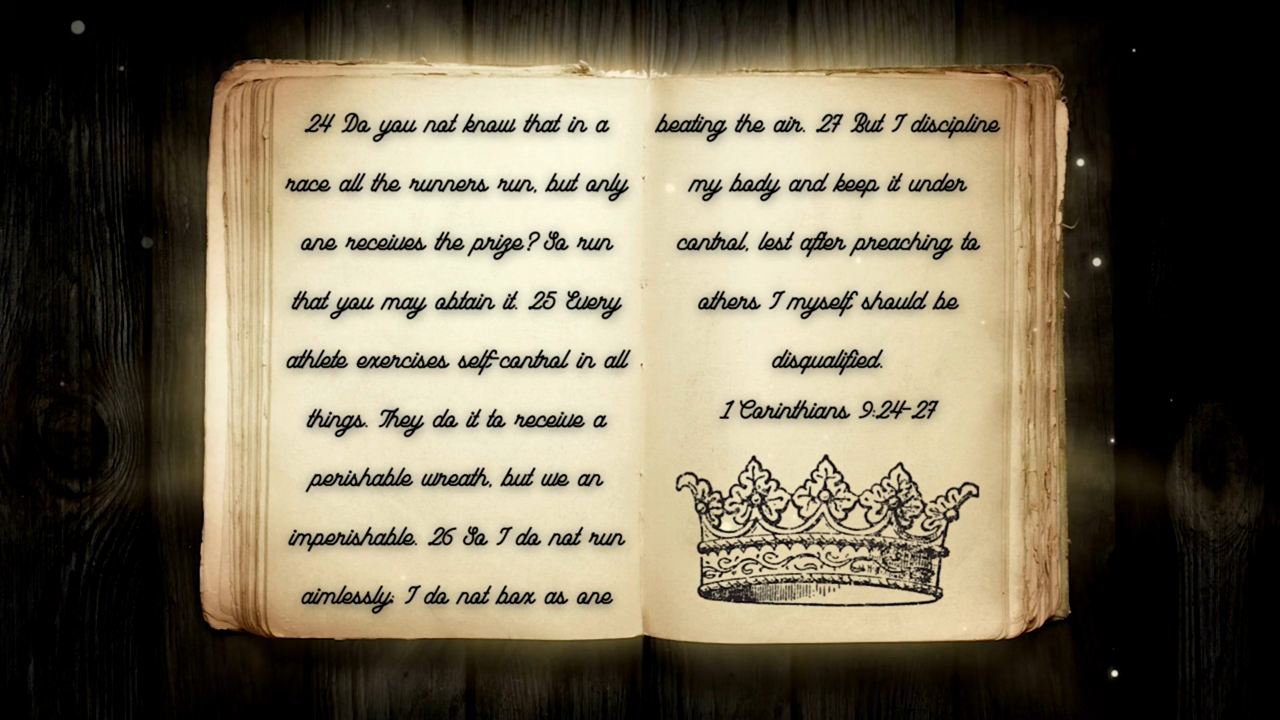 24 Do you not know that in a
race all the runners run, but only
one receives the prize? So run
that you may obtain it. 25 Every
athlete exercises self-control in all
things. They do it to receive a
perishable wreath, but we an
imperishable. 26 So I do not run
aimlessly; I do not box as one
beating the air. 27 But I discipline
my body and keep it under
control, lest after preaching to
others I myself should be
disqualified.
1 Corinthians 9:24-27